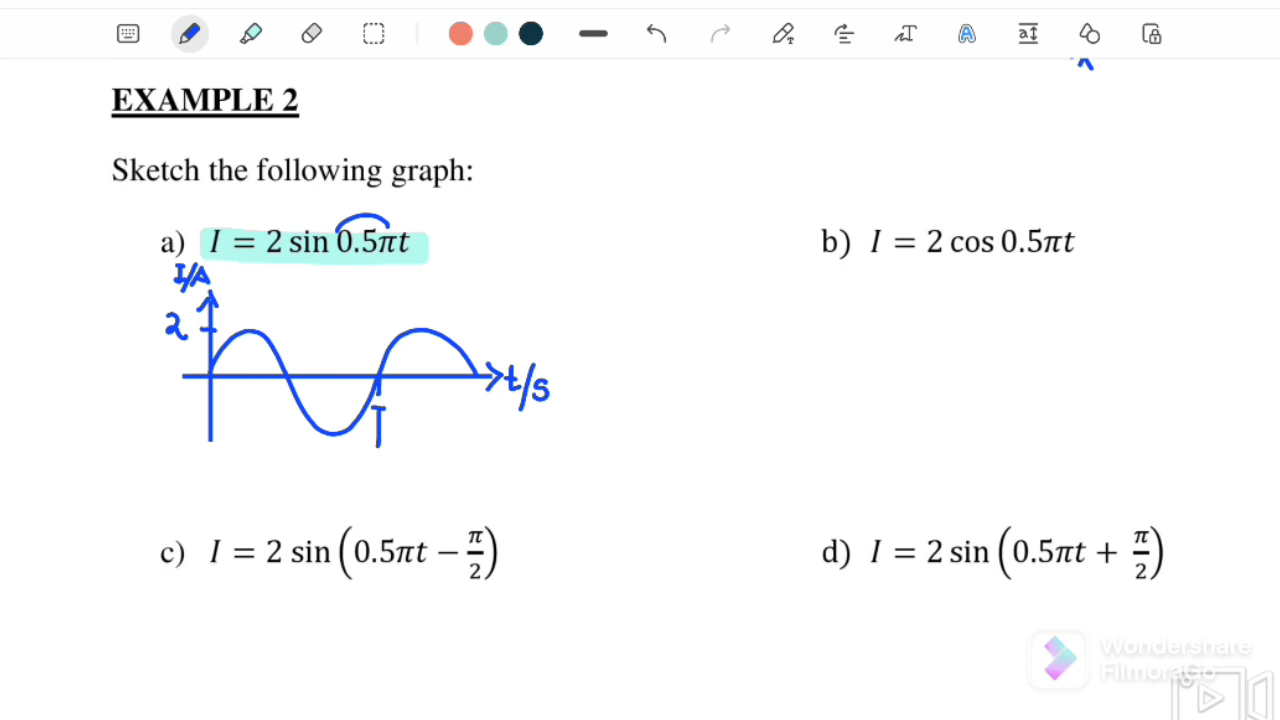 EXAMPLE 2
Sketch the following graph:
a) I = 2 sin 0.5πt
b) I = 2 cos 0.5πt
I/A
2
t/s
T
c) I = 2 sin (0.5πt − π/2)
d) I = 2 sin (0.5πt + π/2)
Wondershare
FilmoraGo